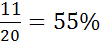 11/20 = 55%